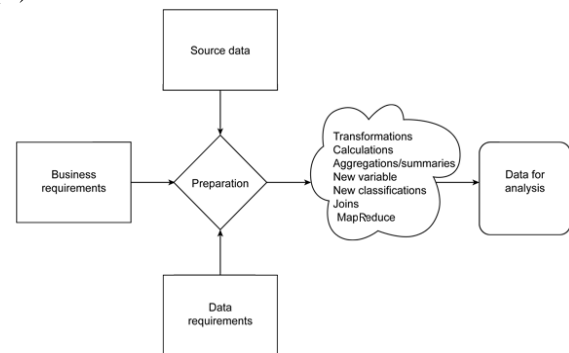 Source data
Business
requirements
Preparation
Transformations
Calculations
Aggregations/summaries
New variable
New classifications
Joins
MapReduce
Data for
analysis
Data
requirements